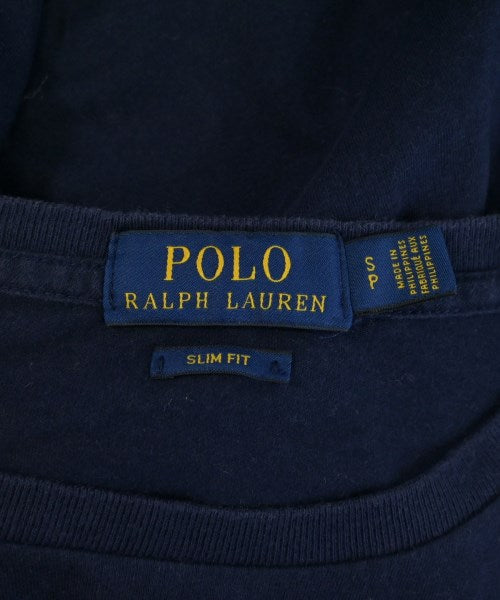 POLO
RALPH LAUREN
SLIM FIT
S
P
MADE IN
PHILIPPINES
FABRIQUÉ AUX
PHILIPPINES